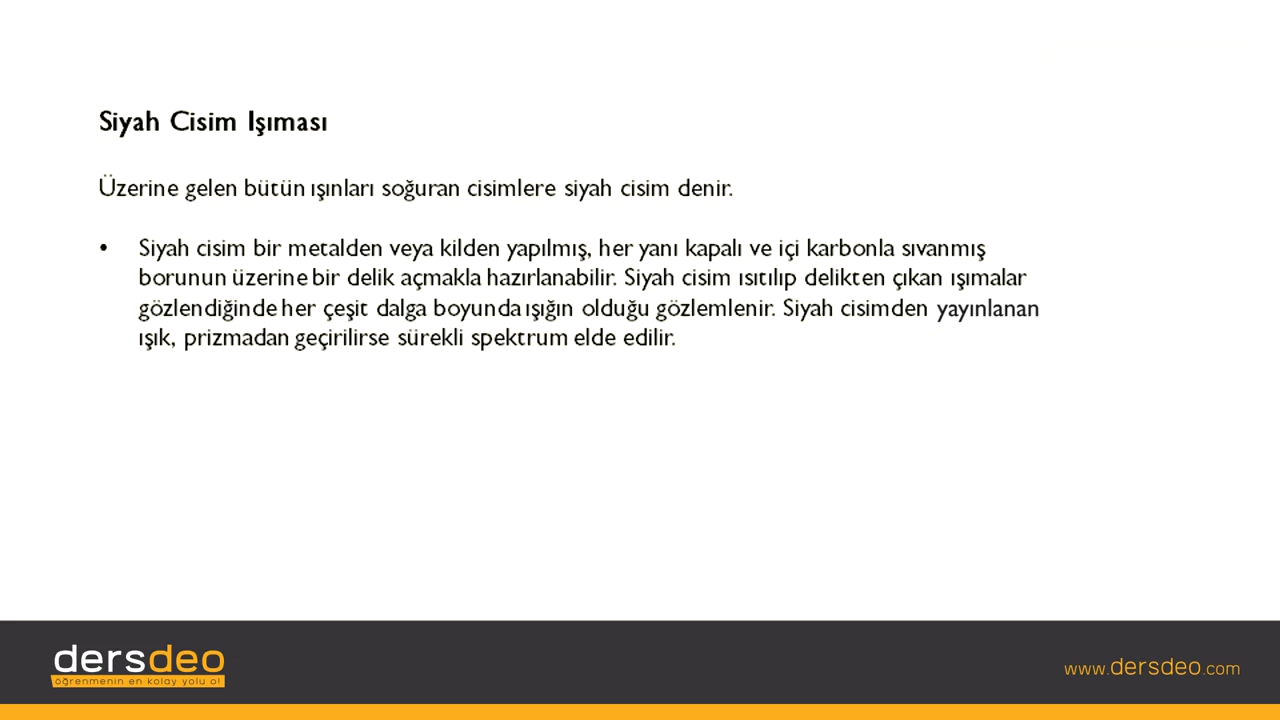 Siyah Cisim Işıması
Üzerine gelen bütün ışınları soğuran cisimlere siyah cisim denir.
• Siyah cisim bir metalden veya kilden yapılmış, her yanı kapalı ve içi karbonla sıvanmış
borunun üzerine bir delik açmakla hazırlanabilir. Siyah cisim ısıtılıp delikten çıkan ışımalar
gözlendiğinde her çeşit dalga boyunda ışığın olduğu gözlemlenir. Siyah cisimden yayınlanan
ışık, prizmadan geçirilirse sürekli spektrum elde edilir.
dersdeo
öğrenmenin en kolay yolu o!
www.dersdeo.com